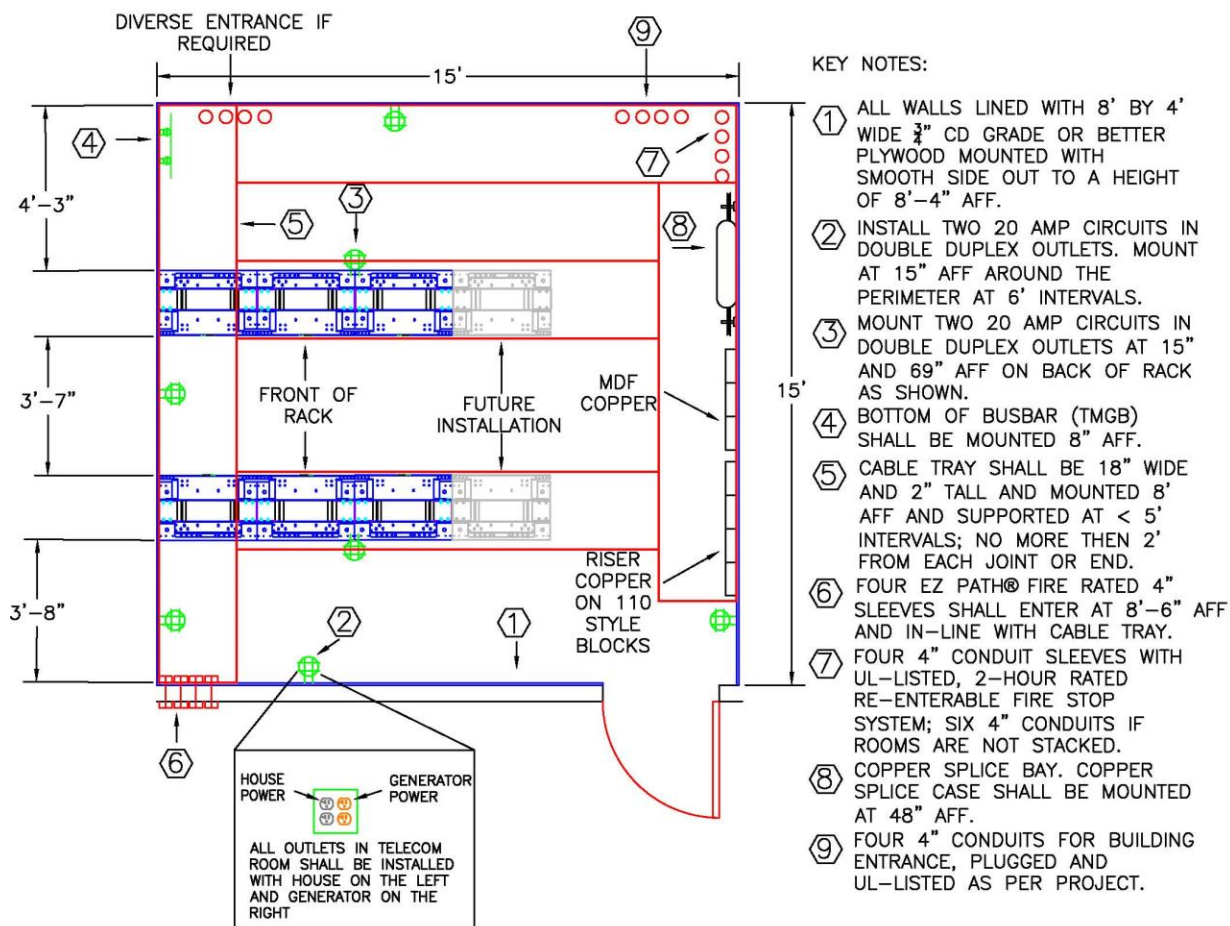 DIVERSE ENTRANCE IF
REQUIRED
9
15'
4
4'-3"
3
7
5
8
3'-7"
FRONT OF
RACK
FUTURE
INSTALLATION
MDF
COPPER
15'
3'-8"
RISER
COPPER
ON 110
STYLE
BLOCKS
2
1
6
HOUSE
POWER
GENERATOR
POWER
ALL OUTLETS IN TELECOM
ROOM SHALL BE INSTALLED
WITH HOUSE ON THE LEFT
AND GENERATOR ON THE
RIGHT
KEY NOTES:
1 ALL WALLS LINED WITH 8' BY 4'
WIDE 3/4" CD GRADE OR BETTER
PLYWOOD MOUNTED WITH
SMOOTH SIDE OUT TO A HEIGHT
OF 8'-4" AFF.
2 INSTALL TWO 20 AMP CIRCUITS IN
DOUBLE DUPLEX OUTLETS. MOUNT
AT 15" AFF AROUND THE
PERIMETER AT 6' INTERVALS.
3 MOUNT TWO 20 AMP CIRCUITS IN
DOUBLE DUPLEX OUTLETS AT 15"
AND 69" AFF ON BACK OF RACK
AS SHOWN.
4 BOTTOM OF BUSBAR (TMGB)
SHALL BE MOUNTED 8" AFF.
5 CABLE TRAY SHALL BE 18" WIDE
AND 2" TALL AND MOUNTED 8'
AFF AND SUPPORTED AT < 5'
INTERVALS; NO MORE THEN 2'
FROM EACH JOINT OR END.
6 FOUR EZ PATH® FIRE RATED 4"
SLEEVES SHALL ENTER AT 8'-6" AFF
AND IN-LINE WITH CABLE TRAY.
7 FOUR 4" CONDUIT SLEEVES WITH
UL-LISTED, 2-HOUR RATED
RE-ENTERABLE FIRE STOP
SYSTEM; SIX 4" CONDUITS IF
ROOMS ARE NOT STACKED.
8 COPPER SPLICE BAY. COPPER
SPLICE CASE SHALL BE MOUNTED
AT 48" AFF.
9 FOUR 4" CONDUITS FOR BUILDING
ENTRANCE, PLUGGED AND
UL-LISTED AS PER PROJECT.